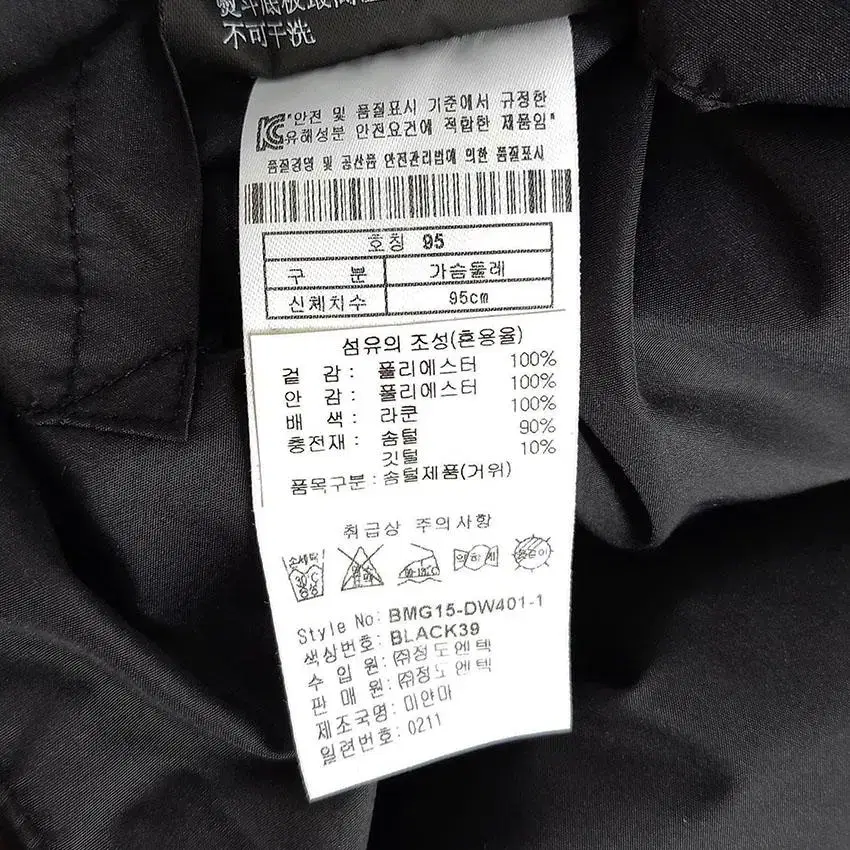 不可干洗
"안전 및 품질표시 기준에서 규정한
유해성분 안전요건에 적합한 제품임"
품질경영 및 공산품 안전관리법에 의한 품질표시
호칭 95
구 분 가슴둘레
신체치수 95cm
섬유의 조성(혼용율)
겉 감 : 폴리에스터 100%
안 감 : 폴리에스터 100%
배 색 : 라쿤 100%
충전재 : 솜털 90%
깃털 10%
품목구분 : 솜털제품(거위)
취급상 주의사항
손세탁
30℃
약하게
Style No: BMG15-DW401-1
색상번호: BLACK39
수 입 원: ㈜정도엔텍
판 매 원: ㈜정도엔텍
제조국명: 미얀마
일련번호: 0211